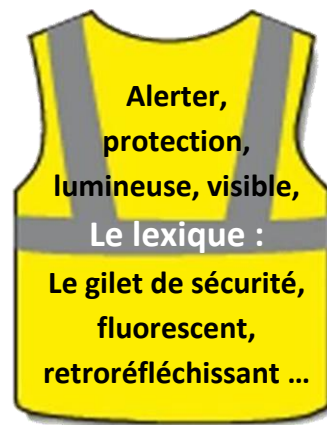 Alerter,
protection,
lumineuse, visible,
Le lexique :
Le gilet de sécurité,
fluorescent,
retroréfléchissant ...